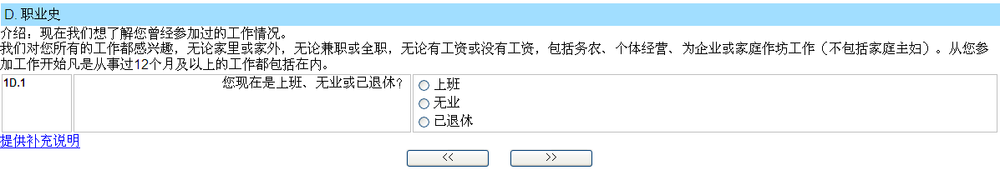 D. 职业史
介绍：现在我们想了解您曾经参加过的工作情况。
我们对您所有的工作都感兴趣，无论家里或家外，无论兼职或全职，无论有工资或没有工资，包括务农、个体经营、为企业或家庭作坊工作（不包括家庭主妇）。从您参
加工作开始凡是从事过12个月及以上的工作都包括在内。
1D.1
您现在是上班、无业或已退休？
上班
无业
已退休
提供补充说明
<<
>>